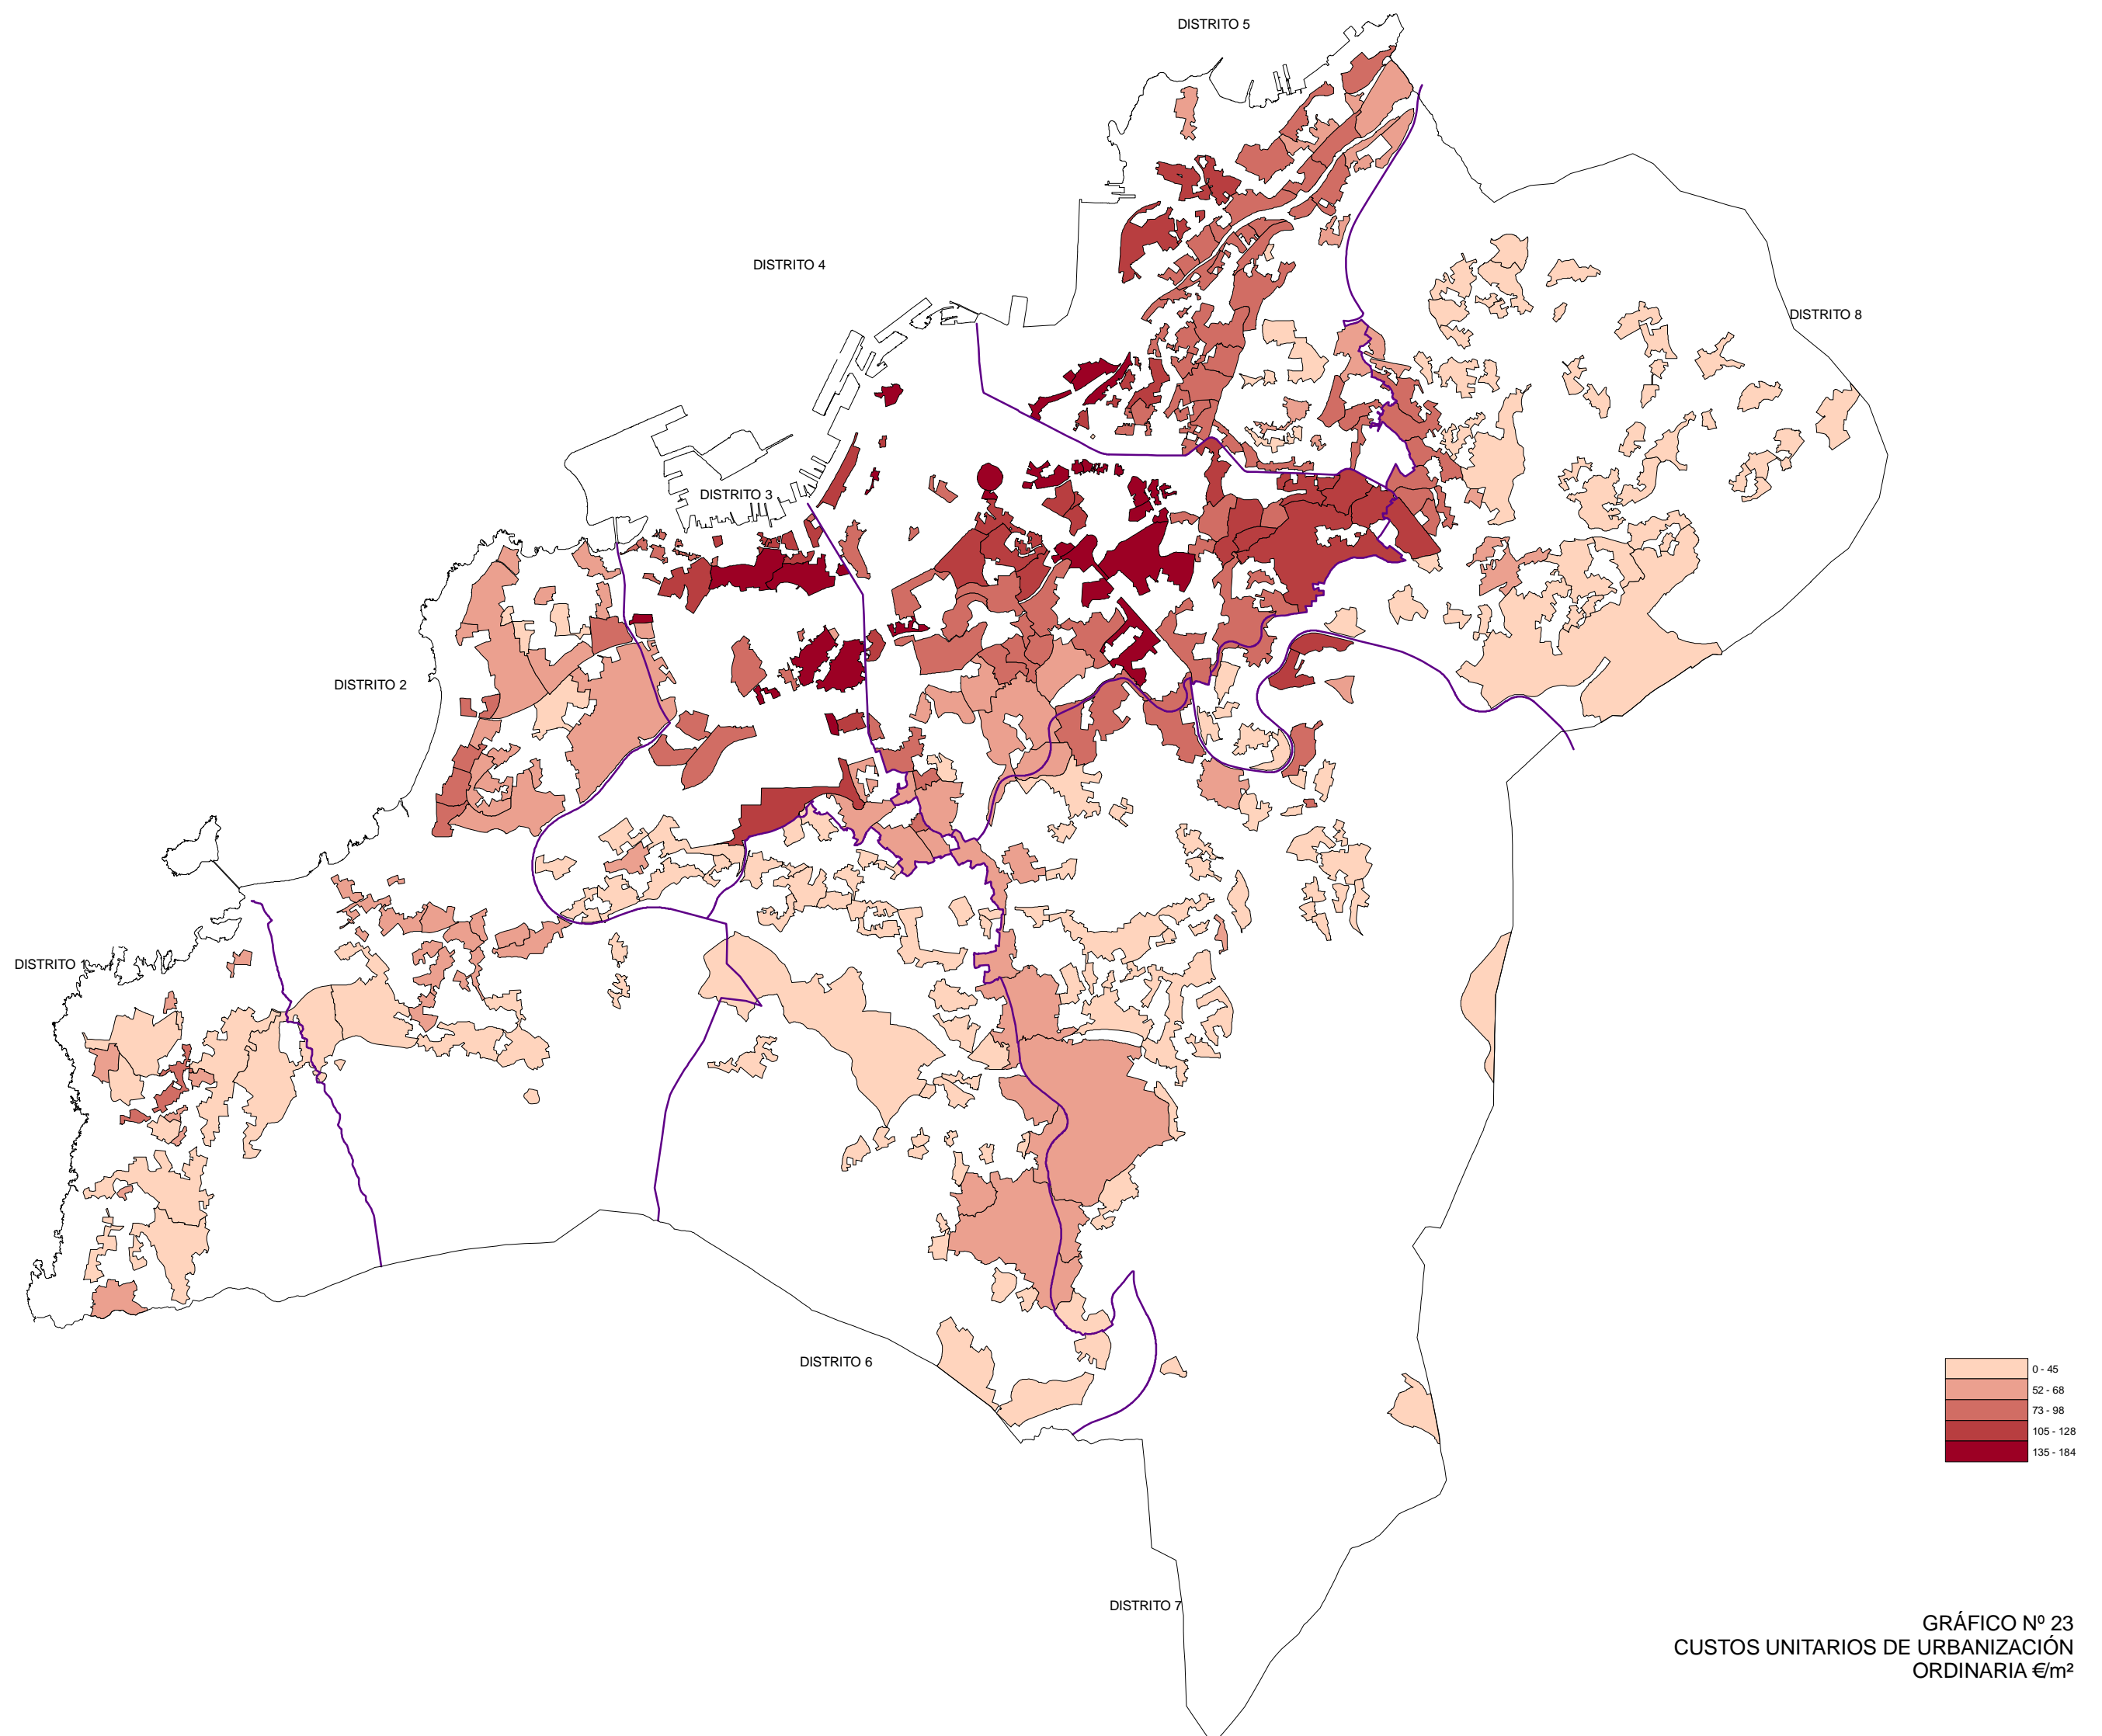 DISTRITO 5
DISTRITO 4
DISTRITO 8
DISTRITO 3
DISTRITO 2
DISTRITO 1
DISTRITO 6
0 - 45
52 - 68
73 - 98
105 - 128
135 - 184
DISTRITO 7
GRÁFICO Nº 23
CUSTOS UNITARIOS DE URBANIZACIÓN
ORDINARIA €/m²